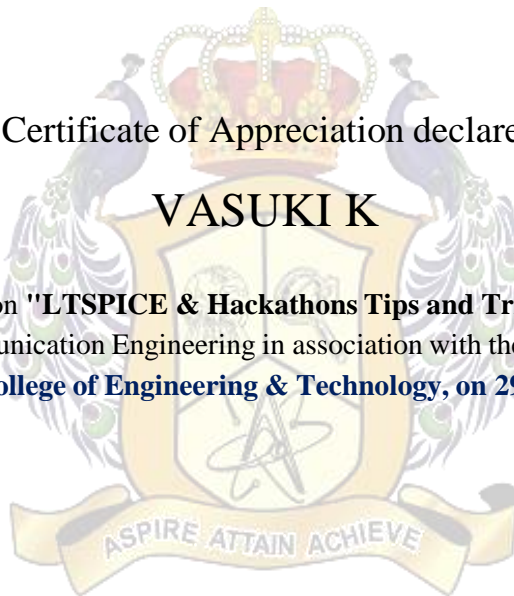 Certificate of Appreciation declare
VASUKI K
on "LTSPICE & Hackathons Tips and Tr
unication Engineering in association with the
ollege of Engineering & Technology, on 29
ASPIRE ATTAIN ACHIEVE